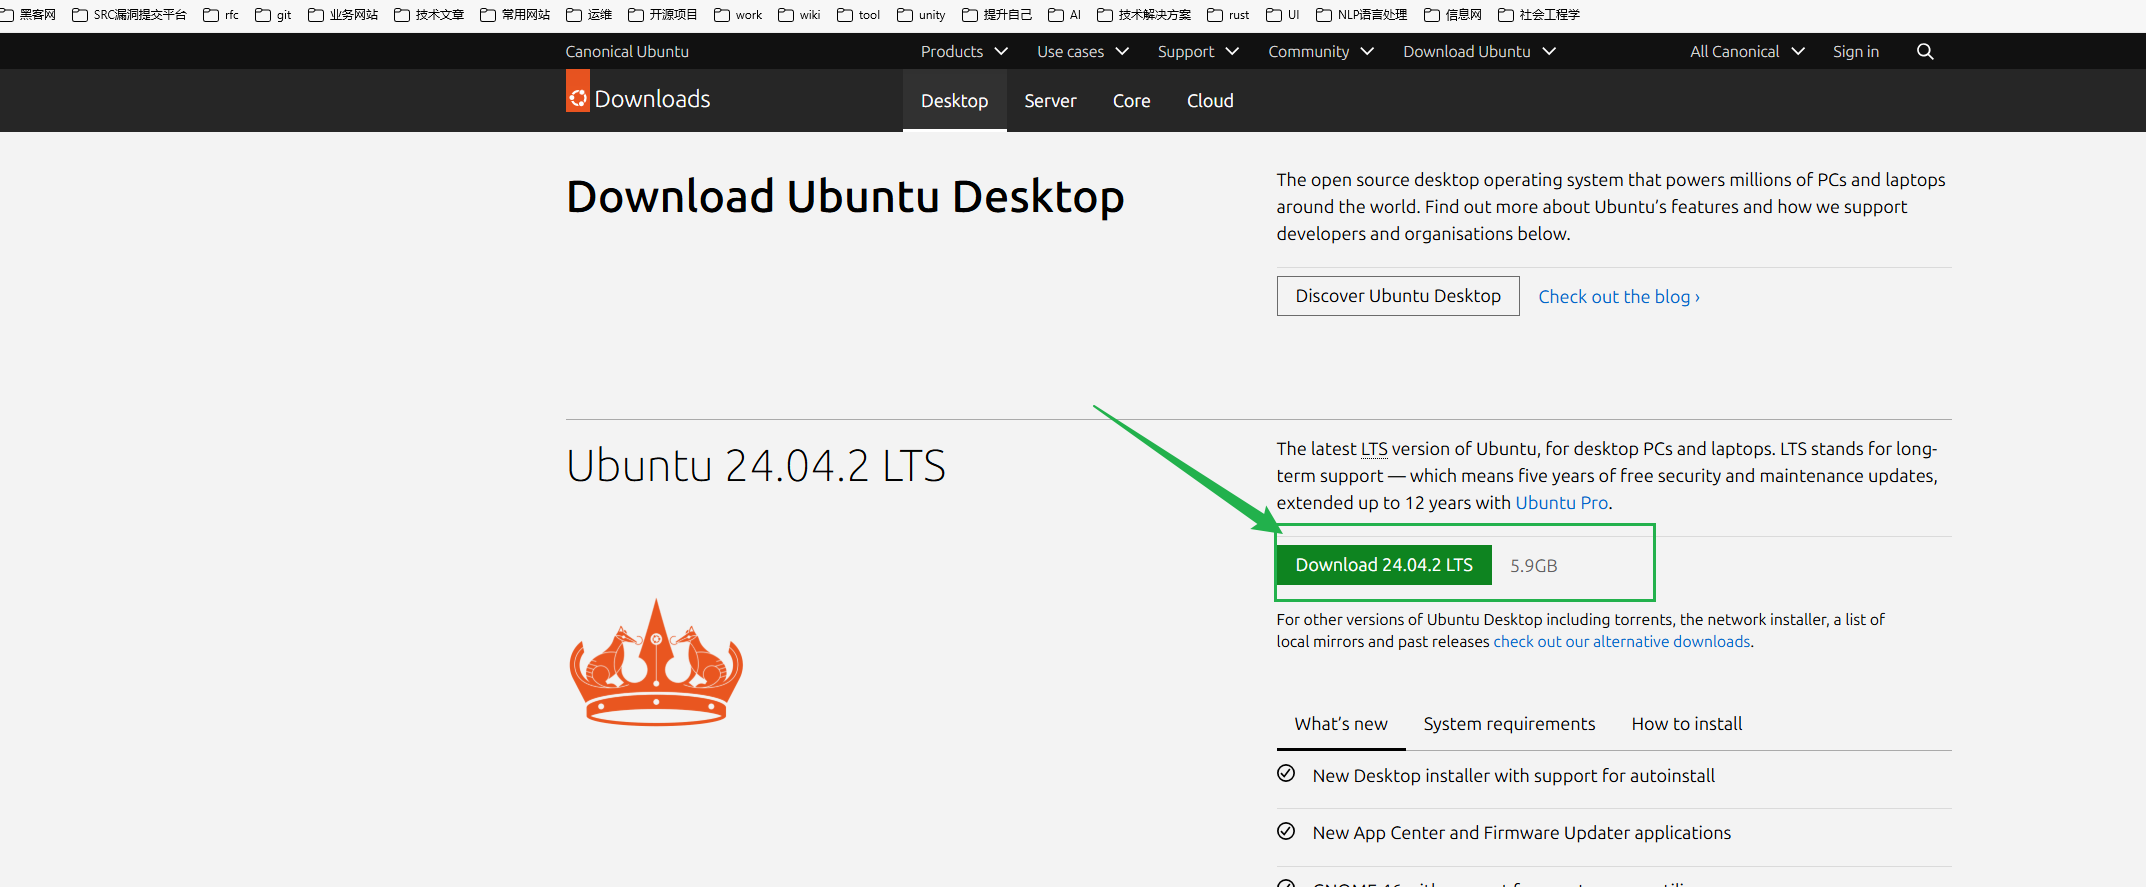 黑客网 SRC漏洞提交平台 rfc git 业务网站 技术文章 常用网站 运维 开源项目 work wiki tool unity 提升自己 AI 技术解决方案 rust UI NLP语言处理 信息网 社会工程学
Canonical Ubuntu Products Use cases Support Community Download Ubuntu All Canonical Sign in
Downloads Desktop Server Core Cloud
Download Ubuntu Desktop
The open source desktop operating system that powers millions of PCs and laptops
around the world. Find out more about Ubuntu’s features and how we support
developers and organisations below.
Discover Ubuntu Desktop Check out the blog ›
Ubuntu 24.04.2 LTS
The latest LTS version of Ubuntu, for desktop PCs and laptops. LTS stands for long-
term support — which means five years of free security and maintenance updates,
extended up to 12 years with Ubuntu Pro.
Download 24.04.2 LTS 5.9GB
For other versions of Ubuntu Desktop including torrents, the network installer, a list of
local mirrors and past releases check out our alternative downloads.
What’s new System requirements How to install
New Desktop installer with support for autoinstall
New App Center and Firmware Updater applications